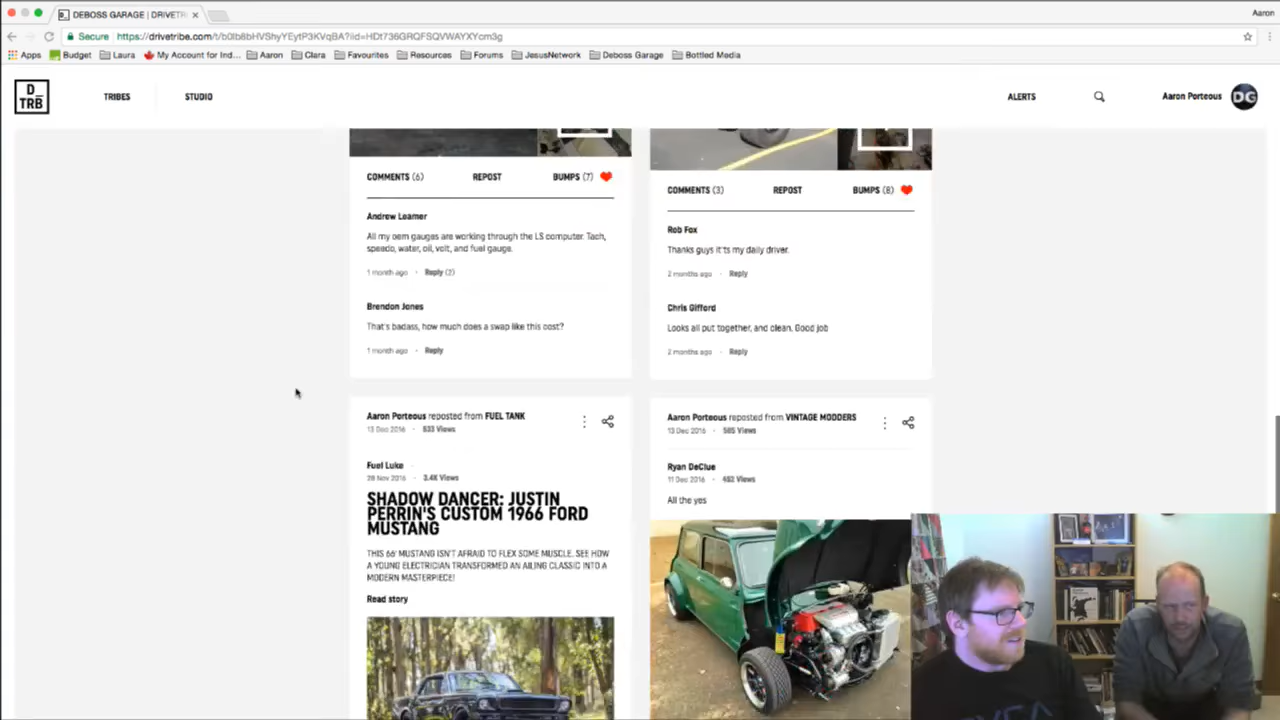 DEBOSS GARAGE | DRIVETR
Aaron
Secure
https://drivetribe.com/t/
Apps
Budget
Laura
My Account for Ind...
Aaron
Clara
Favourites
Resources
Forums
JesusNetwork
Deboss Garage
Bottled Media
D_
TRB
TRIBES
STUDIO
ALERTS
Aaron Porteous
DG
COMMENTS (6)
REPOST
BUMPS (7)
Andrew Leamer
All my oem gauges are working through the LS computer. Tach,
speedo, water, oil, volt, and fuel gauge.
1 month ago · Reply (2)
Brendon Jones
That's badass, how much does a swap like this cost?
1 month ago · Reply
Aaron Porteous reposted from FUEL TANK
13 Dec 2016 · 533 Views
Fuel Luke
28 Nov 2016 · 3.4K Views
SHADOW DANCER: JUSTIN
PERRIN'S CUSTOM 1966 FORD
MUSTANG
THIS 66' MUSTANG ISN'T AFRAID TO FLEX SOME MUSCLE. SEE HOW
A YOUNG ELECTRICIAN TRANSFORMED AN AILING CLASSIC INTO A
MODERN MASTERPIECE!
Read story
COMMENTS (3)
REPOST
BUMPS (8)
Rob Fox
Thanks guys it'ts my daily driver.
2 months ago · Reply
Chris Gifford
Looks all put together, and clean. Good job
2 months ago · Reply
Aaron Porteous reposted from VINTAGE MODDERS
13 Dec 2016 · 585 Views
Ryan DeClue
11 Dec 2016 · 492 Views
All the yes